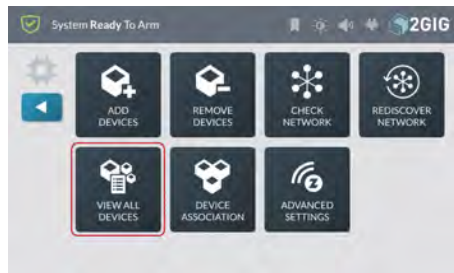 System Ready To Arm
2GIG
ADD
DEVICES
REMOVE
DEVICES
CHECK
NETWORK
REDISCOVER
NETWORK
VIEW ALL
DEVICES
DEVICE
ASSOCIATION
ADVANCED
SETTINGS
Z